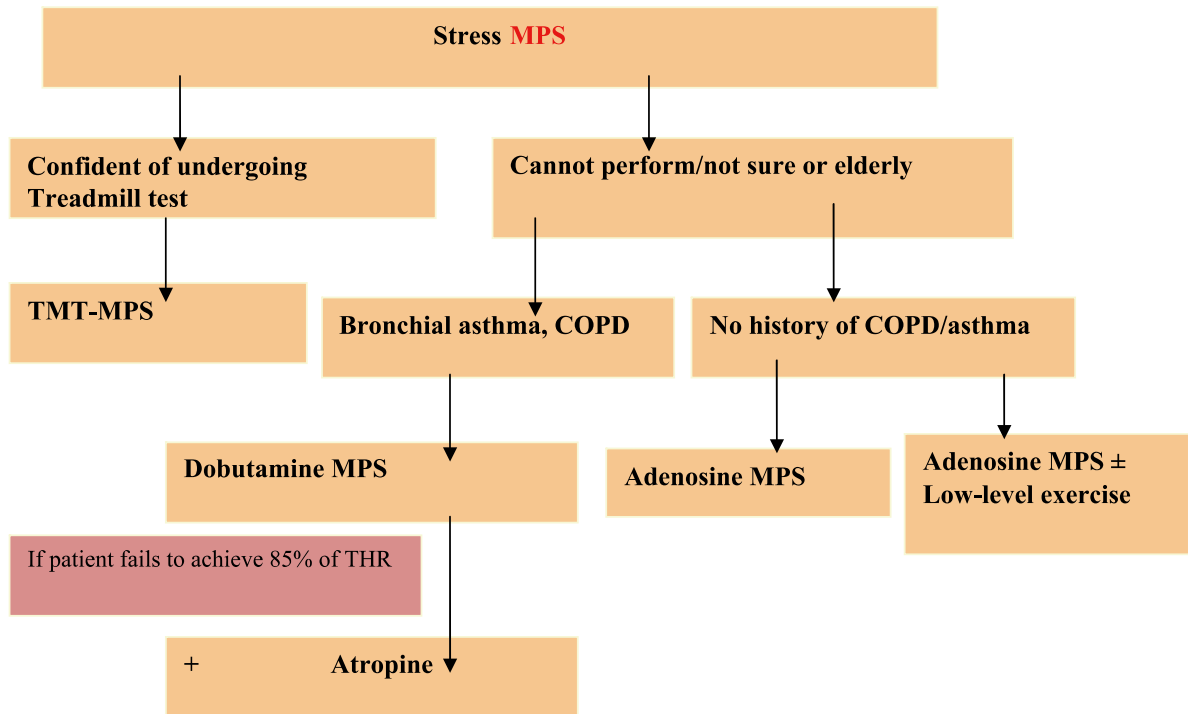 Stress MPS
Confident of undergoing
Treadmill test
Cannot perform/not sure or elderly
TMT-MPS
Bronchial asthma, COPD
No history of COPD/asthma
Dobutamine MPS
Adenosine MPS
Adenosine MPS ±
Low-level exercise
If patient fails to achieve 85% of THR
+ Atropine